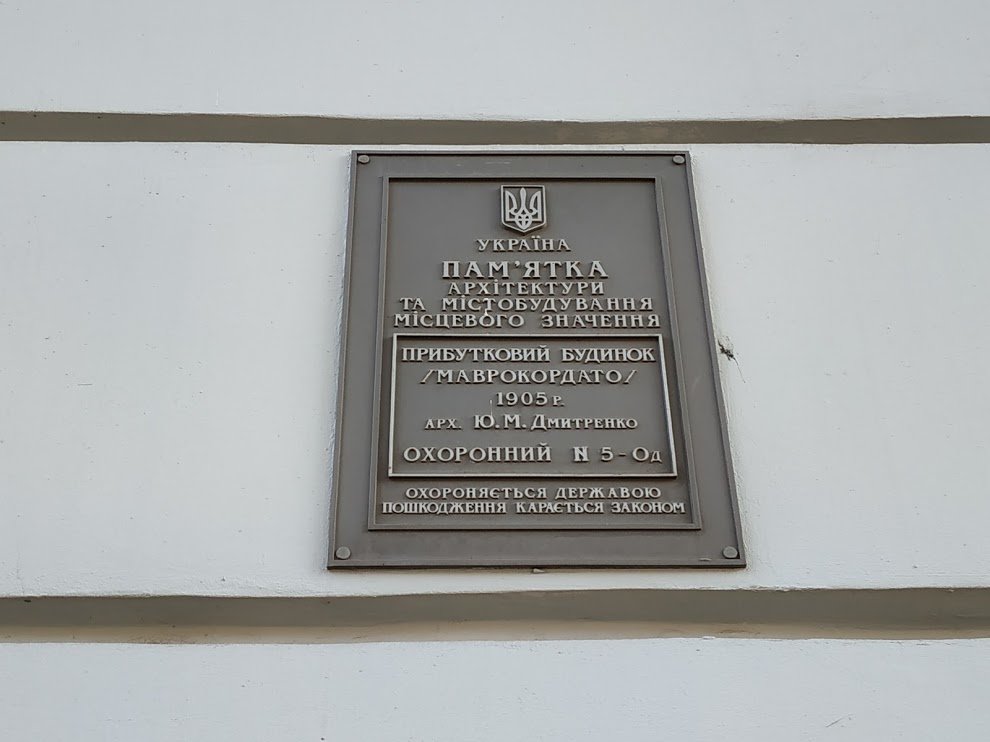 УКРАЇНА
ПАМ'ЯТКА
АРХІТЕКТУРИ
ТА МІСТОБУДУВАННЯ
МІСЦЕВОГО ЗНАЧЕННЯ
ПРИБУТКОВИЙ БУДИНОК
/МАВРОКОРДАТО/
1905 Р.
АРХ. Ю.М. ДМИТРЕНКО
ОХОРОННИЙ N 5-Од
ОХОРОНЯЄТЬСЯ ДЕРЖАВОЮ
ПОШКОДЖЕННЯ КАРАЄТЬСЯ ЗАКОНОМ